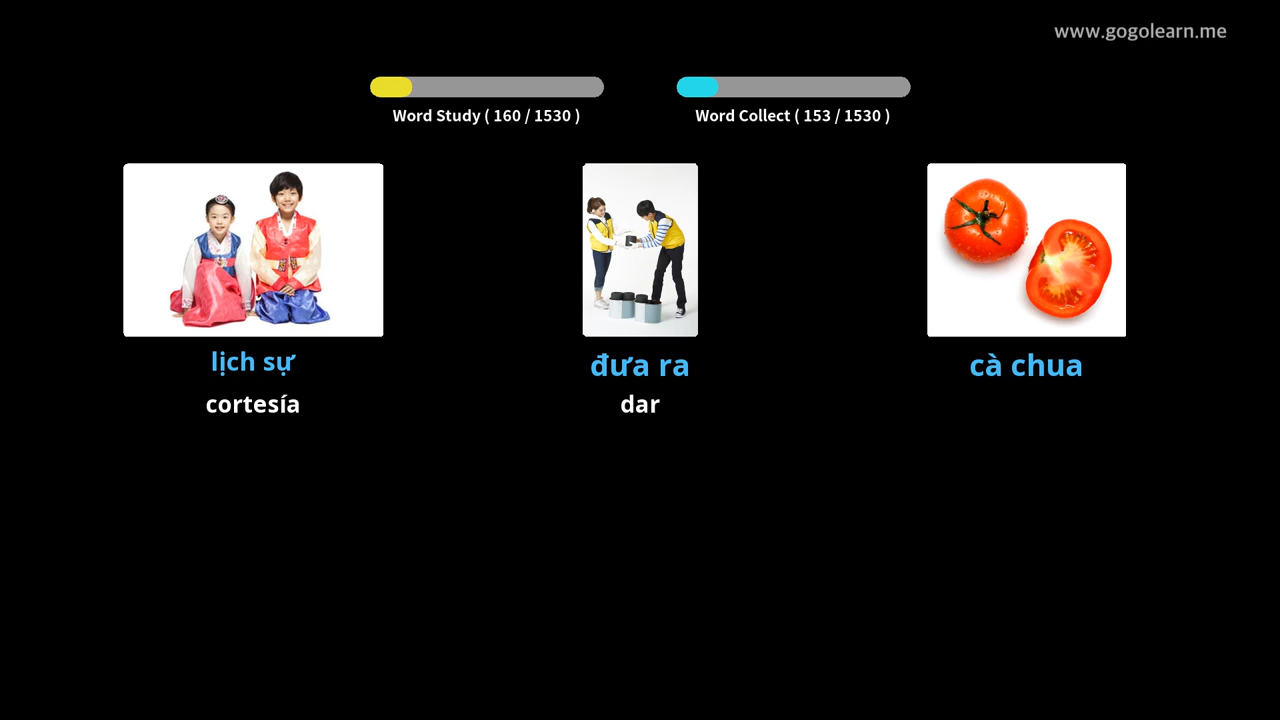 www.gogolearn.me
Word Study ( 160 / 1530 )
Word Collect ( 153 / 1530 )
lịch sự
đưa ra
cà chua
cortesía
dar